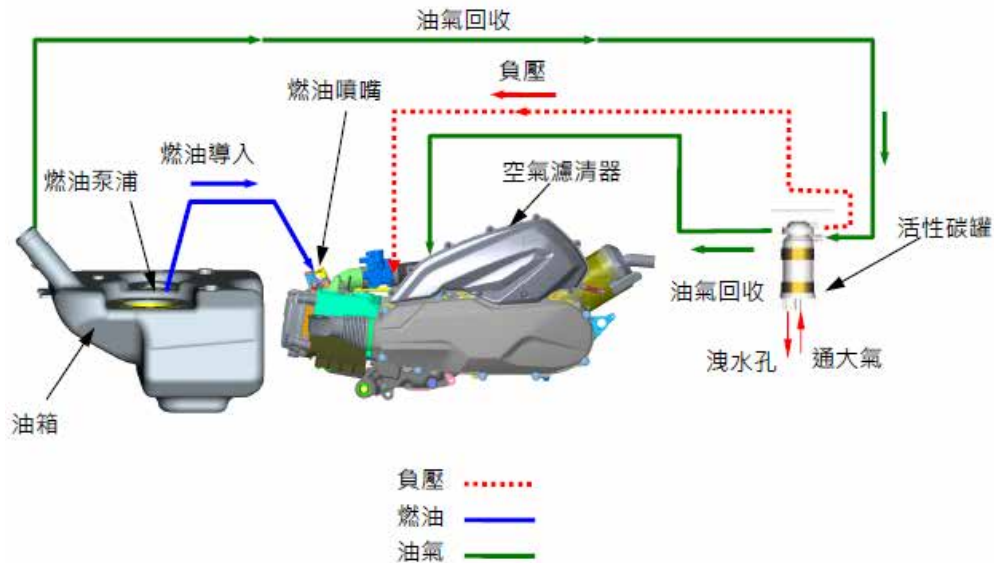 油氣回收
負壓
燃油噴嘴
燃油導入
空氣濾清器
燃油泵浦
活性碳罐
油氣回收
洩水孔
通大氣
油箱
負壓
燃油
油氣